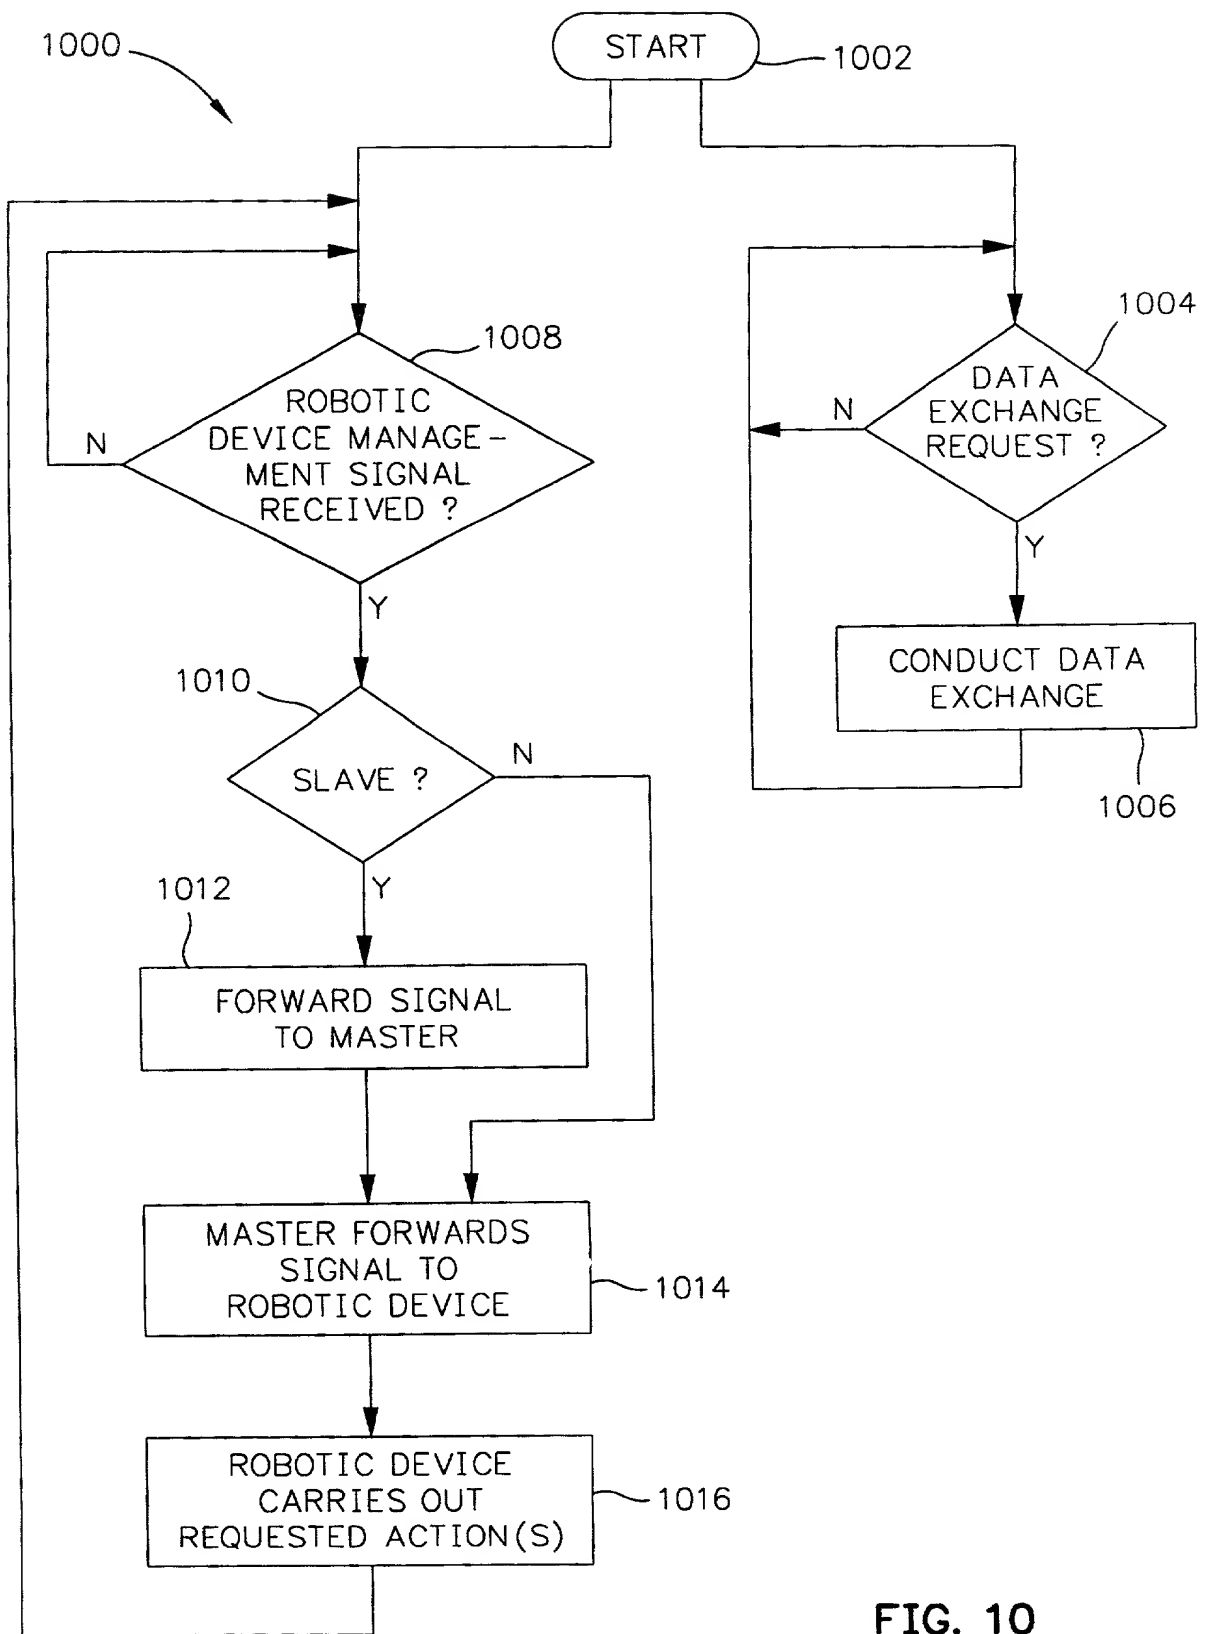 1000
START
1002
1004
DATA
EXCHANGE
REQUEST ?
N
Y
CONDUCT DATA
EXCHANGE
1006
1008
ROBOTIC
DEVICE MANAGE-
MENT SIGNAL
RECEIVED ?
N
Y
1010
SLAVE ?
N
Y
1012
FORWARD SIGNAL
TO MASTER
MASTER FORWARDS
SIGNAL TO
ROBOTIC DEVICE
1014
ROBOTIC DEVICE
CARRIES OUT
REQUESTED ACTION(S)
1016
FIG. 10